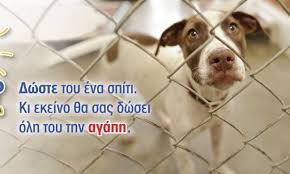 Δώστε του ένα σπίτι.
Κι εκείνο θα σας δώσει
όλη του την αγάπη.